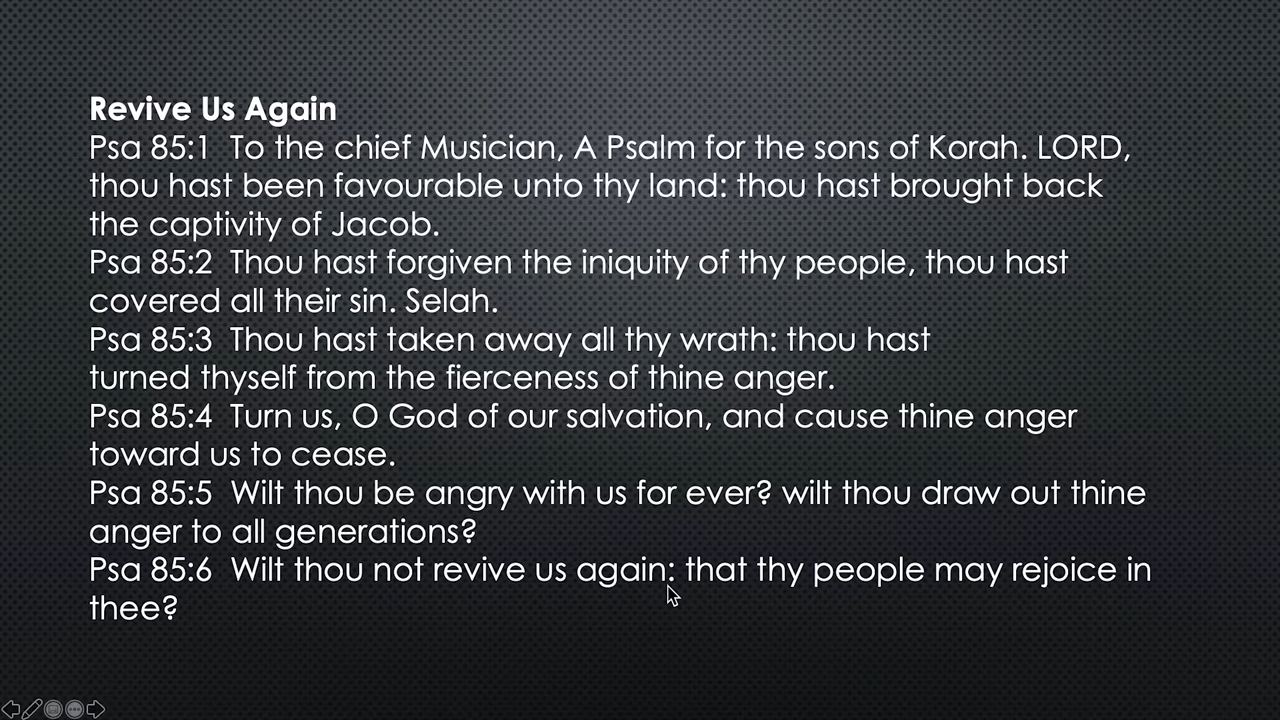 Revive Us Again
Psa 85:1  To the chief Musician, A Psalm for the sons of Korah. LORD,
thou hast been favourable unto thy land: thou hast brought back
the captivity of Jacob.
Psa 85:2  Thou hast forgiven the iniquity of thy people, thou hast
covered all their sin. Selah.
Psa 85:3  Thou hast taken away all thy wrath: thou hast
turned thyself from the fierceness of thine anger.
Psa 85:4  Turn us, O God of our salvation, and cause thine anger
toward us to cease.
Psa 85:5  Wilt thou be angry with us for ever? wilt thou draw out thine
anger to all generations?
Psa 85:6  Wilt thou not revive us again: that thy people may rejoice in
thee?